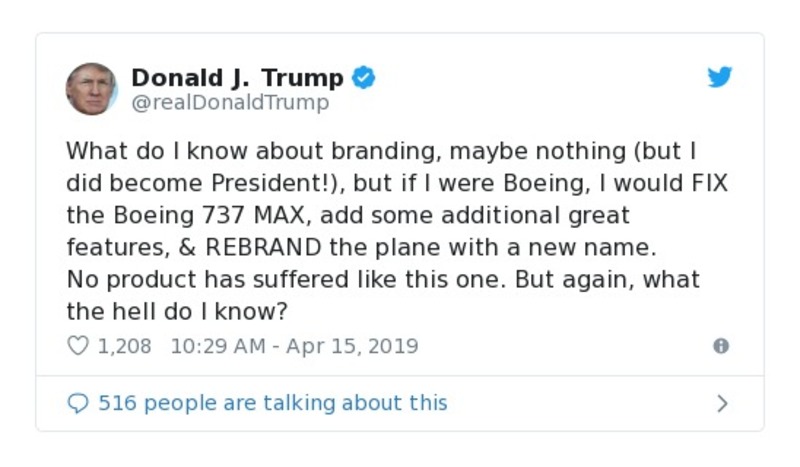 Donald J. Trump
@realDonaldTrump
What do I know about branding, maybe nothing (but I
did become President!), but if I were Boeing, I would FIX
the Boeing 737 MAX, add some additional great
features, & REBRAND the plane with a new name.
No product has suffered like this one. But again, what
the hell do I know?
1,208 10:29 AM - Apr 15, 2019
516 people are talking about this